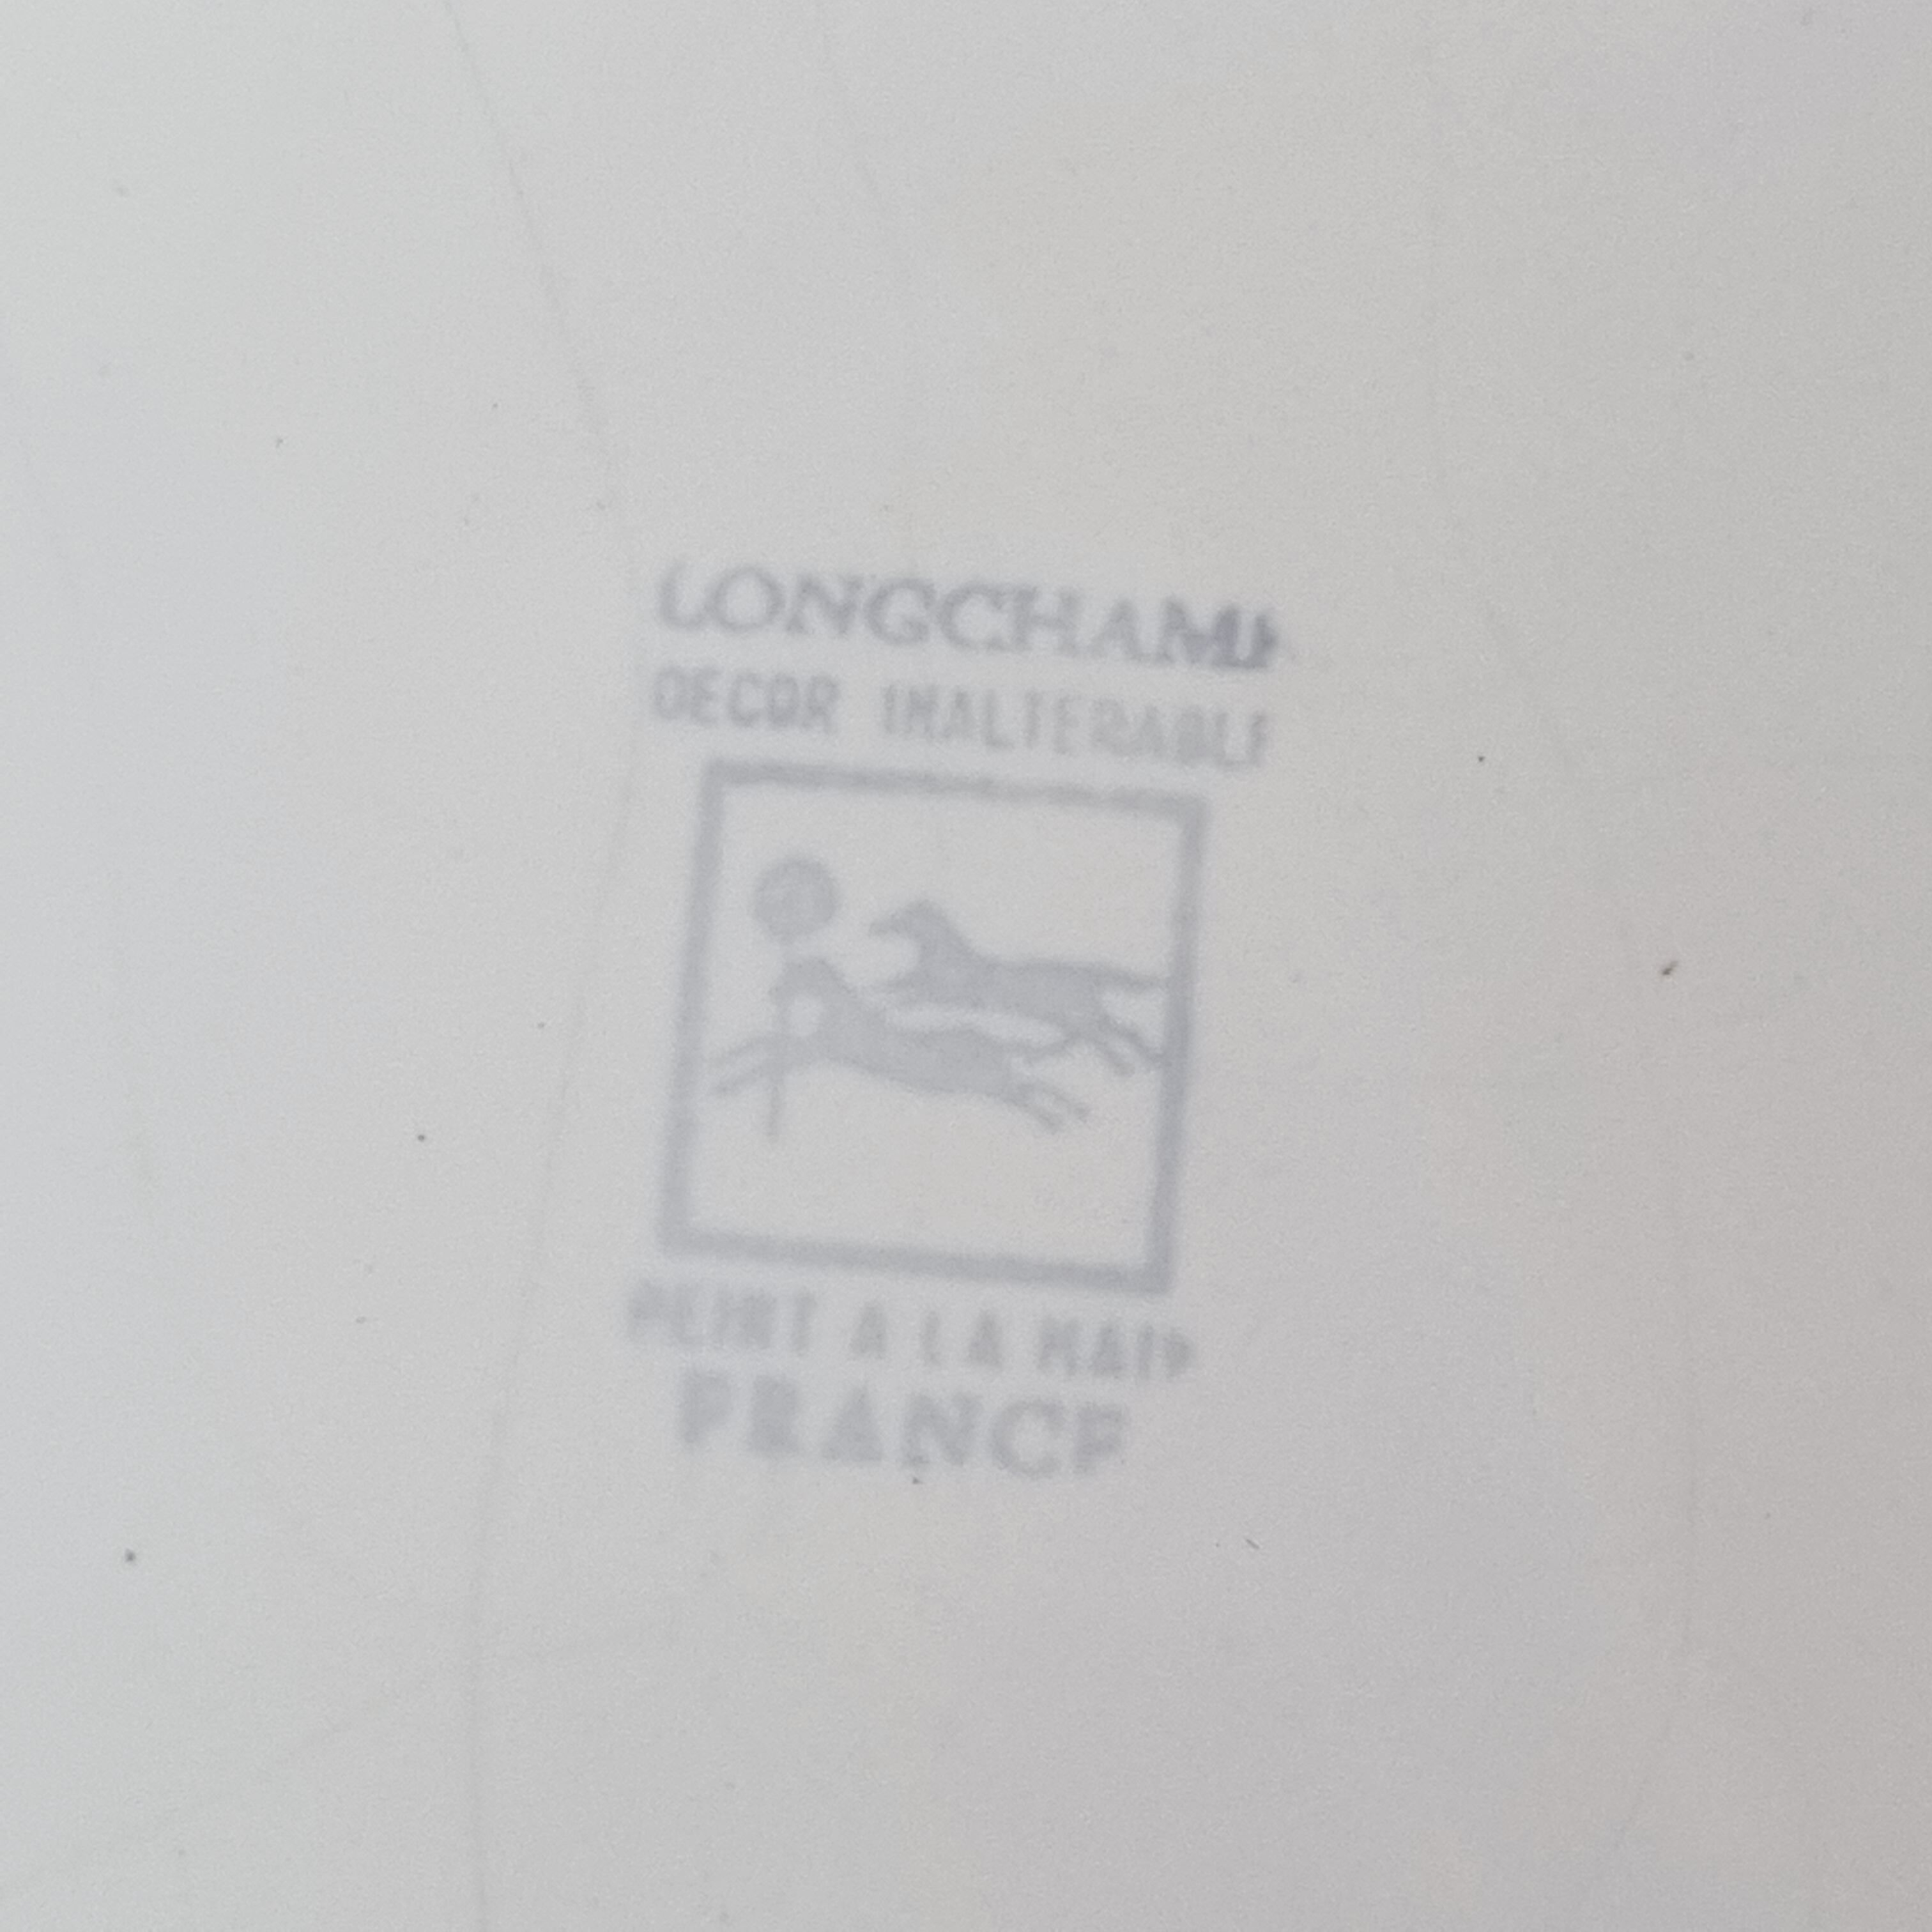 LONGCHAMP
DECOR INALTERABLE
PEINT A LA MAIN
FRANCE